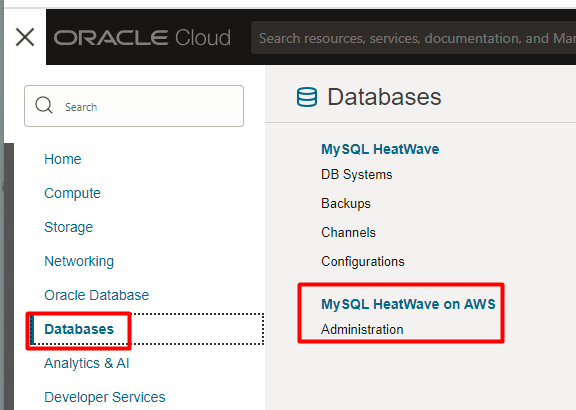 ORACLE Cloud
Search resources, services, documentation, and Mar
Search
Home
Compute
Storage
Networking
Oracle Database
Databases
Analytics & AI
Developer Services
Databases
MySQL HeatWave
DB Systems
Backups
Channels
Configurations
MySQL HeatWave on AWS
Administration